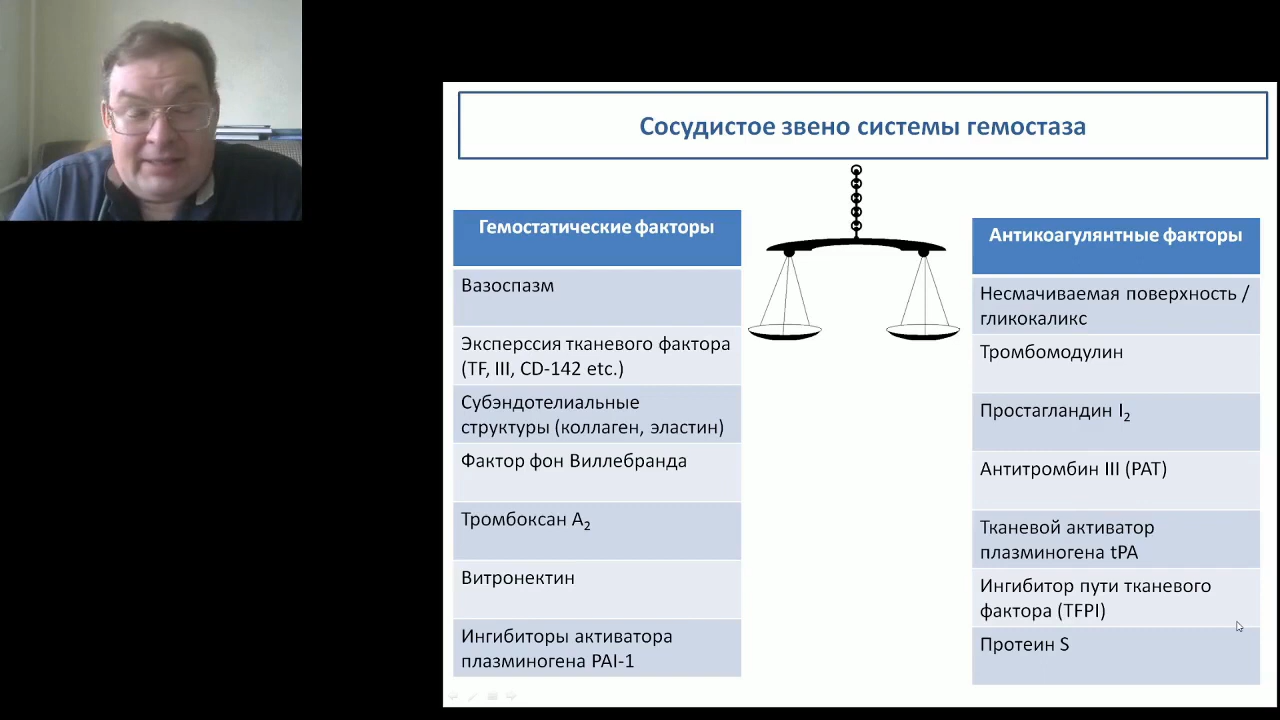 Сосудистое звено системы гемостаза
Гемостатические факторы
Вазоспазм
Эксперссия тканевого фактора
(TF, III, CD-142 etc.)
Субэндотелиальные
структуры (коллаген, эластин)
Фактор фон Виллебранда
Тромбоксан A₂
Витронектин
Ингибиторы активатора
плазминогена PAI-1
Антикоагулянтные факторы
Несмачиваемая поверхность /
гликокаликс
Тромбомодулин
Простагландин I₂
Антитромбин III (PAT)
Тканевой активатор
плазминогена tPA
Ингибитор пути тканевого
фактора (TFPI)
Протеин S